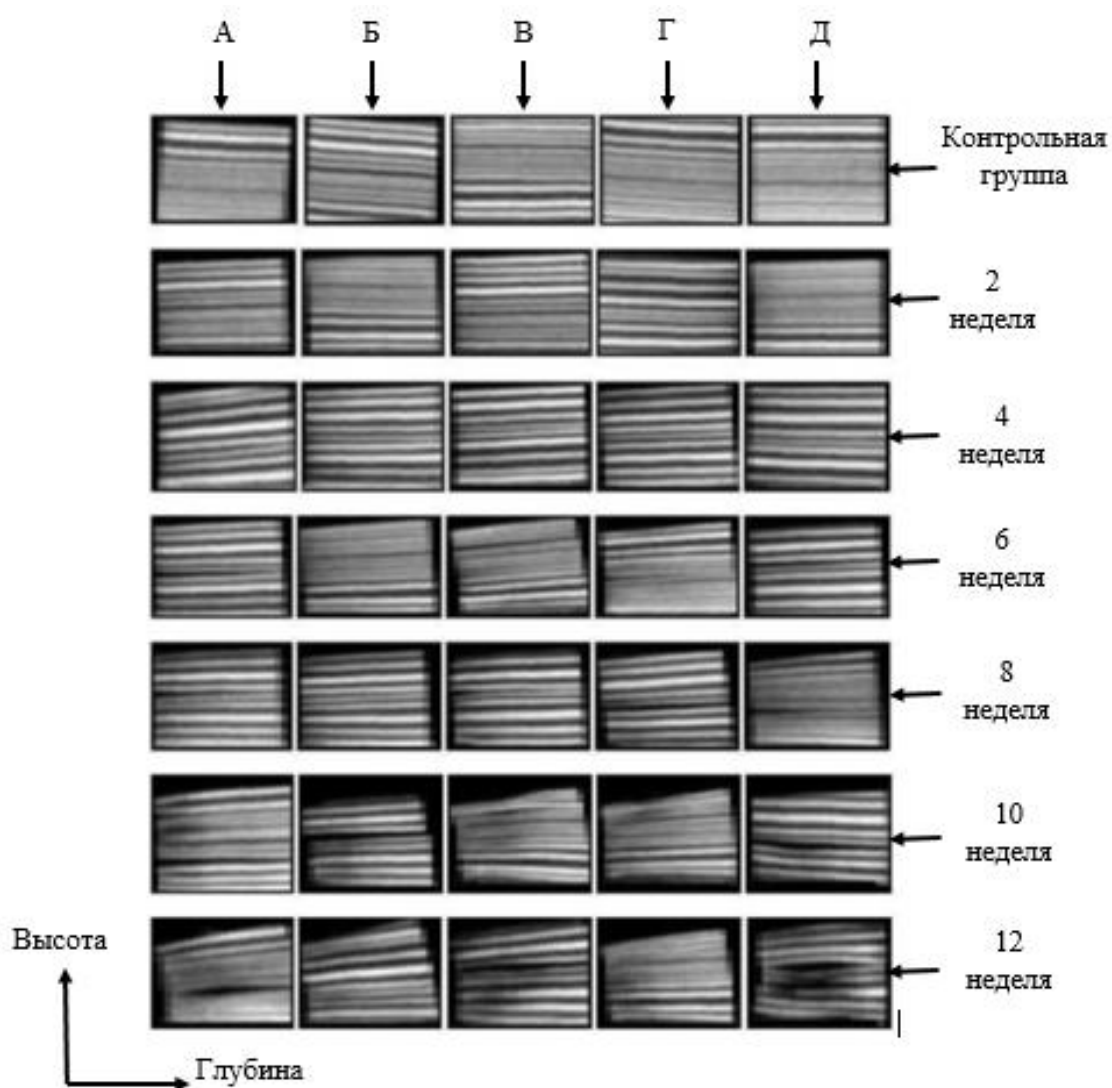 А Б В Г Д
Контрольная
группа
2
неделя
4
неделя
6
неделя
8
неделя
10
неделя
12
неделя
Высота
Глубина